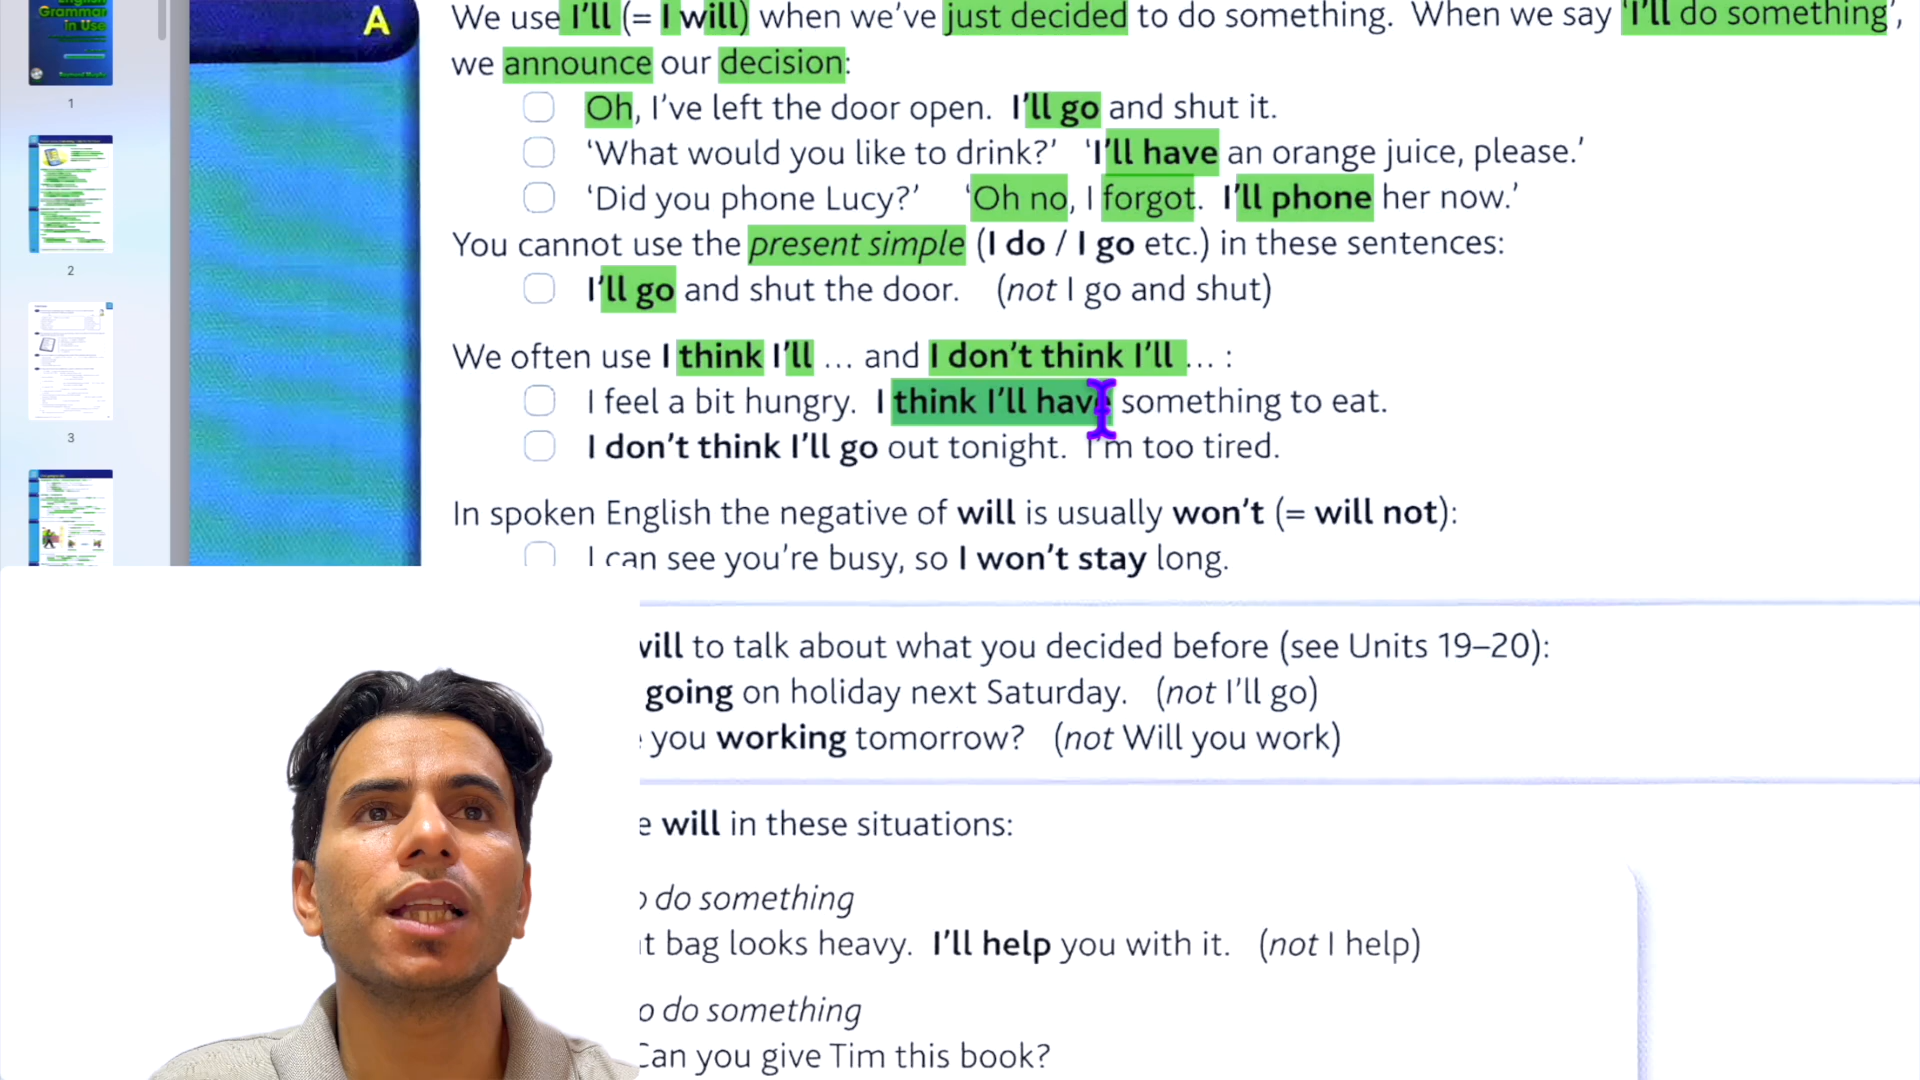 English
Grammar
in Use
1
2
3
A
We use I'll (= I will) when we've just decided to do something. When we say 'I'll do something',
we announce our decision:
Oh, I've left the door open. I'll go and shut it.
'What would you like to drink?' 'I'll have an orange juice, please.'
'Did you phone Lucy?' 'Oh no, I forgot. I'll phone her now.'
You cannot use the present simple (I do / I go etc.) in these sentences:
I'll go and shut the door. (not I go and shut)
We often use I think I'll … and I don't think I'll … :
I feel a bit hungry. I think I'll have something to eat.
I don't think I'll go out tonight. I'm too tired.
In spoken English the negative of will is usually won't (= will not):
I can see you're busy, so I won't stay long.
will to talk about what you decided before (see Units 19–20):
going on holiday next Saturday. (not I'll go)
you working tomorrow? (not Will you work)
will in these situations:
do something
bag looks heavy. I'll help you with it. (not I help)
do something
Can you give Tim this book?